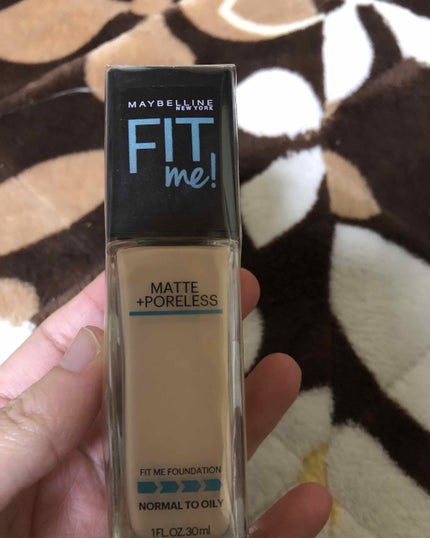 MAYBELLINE
NEW YORK
FIT
me!
MATTE
+PORELESS
FIT ME FOUNDATION
NORMAL TO OILY
1FL.OZ.30ml